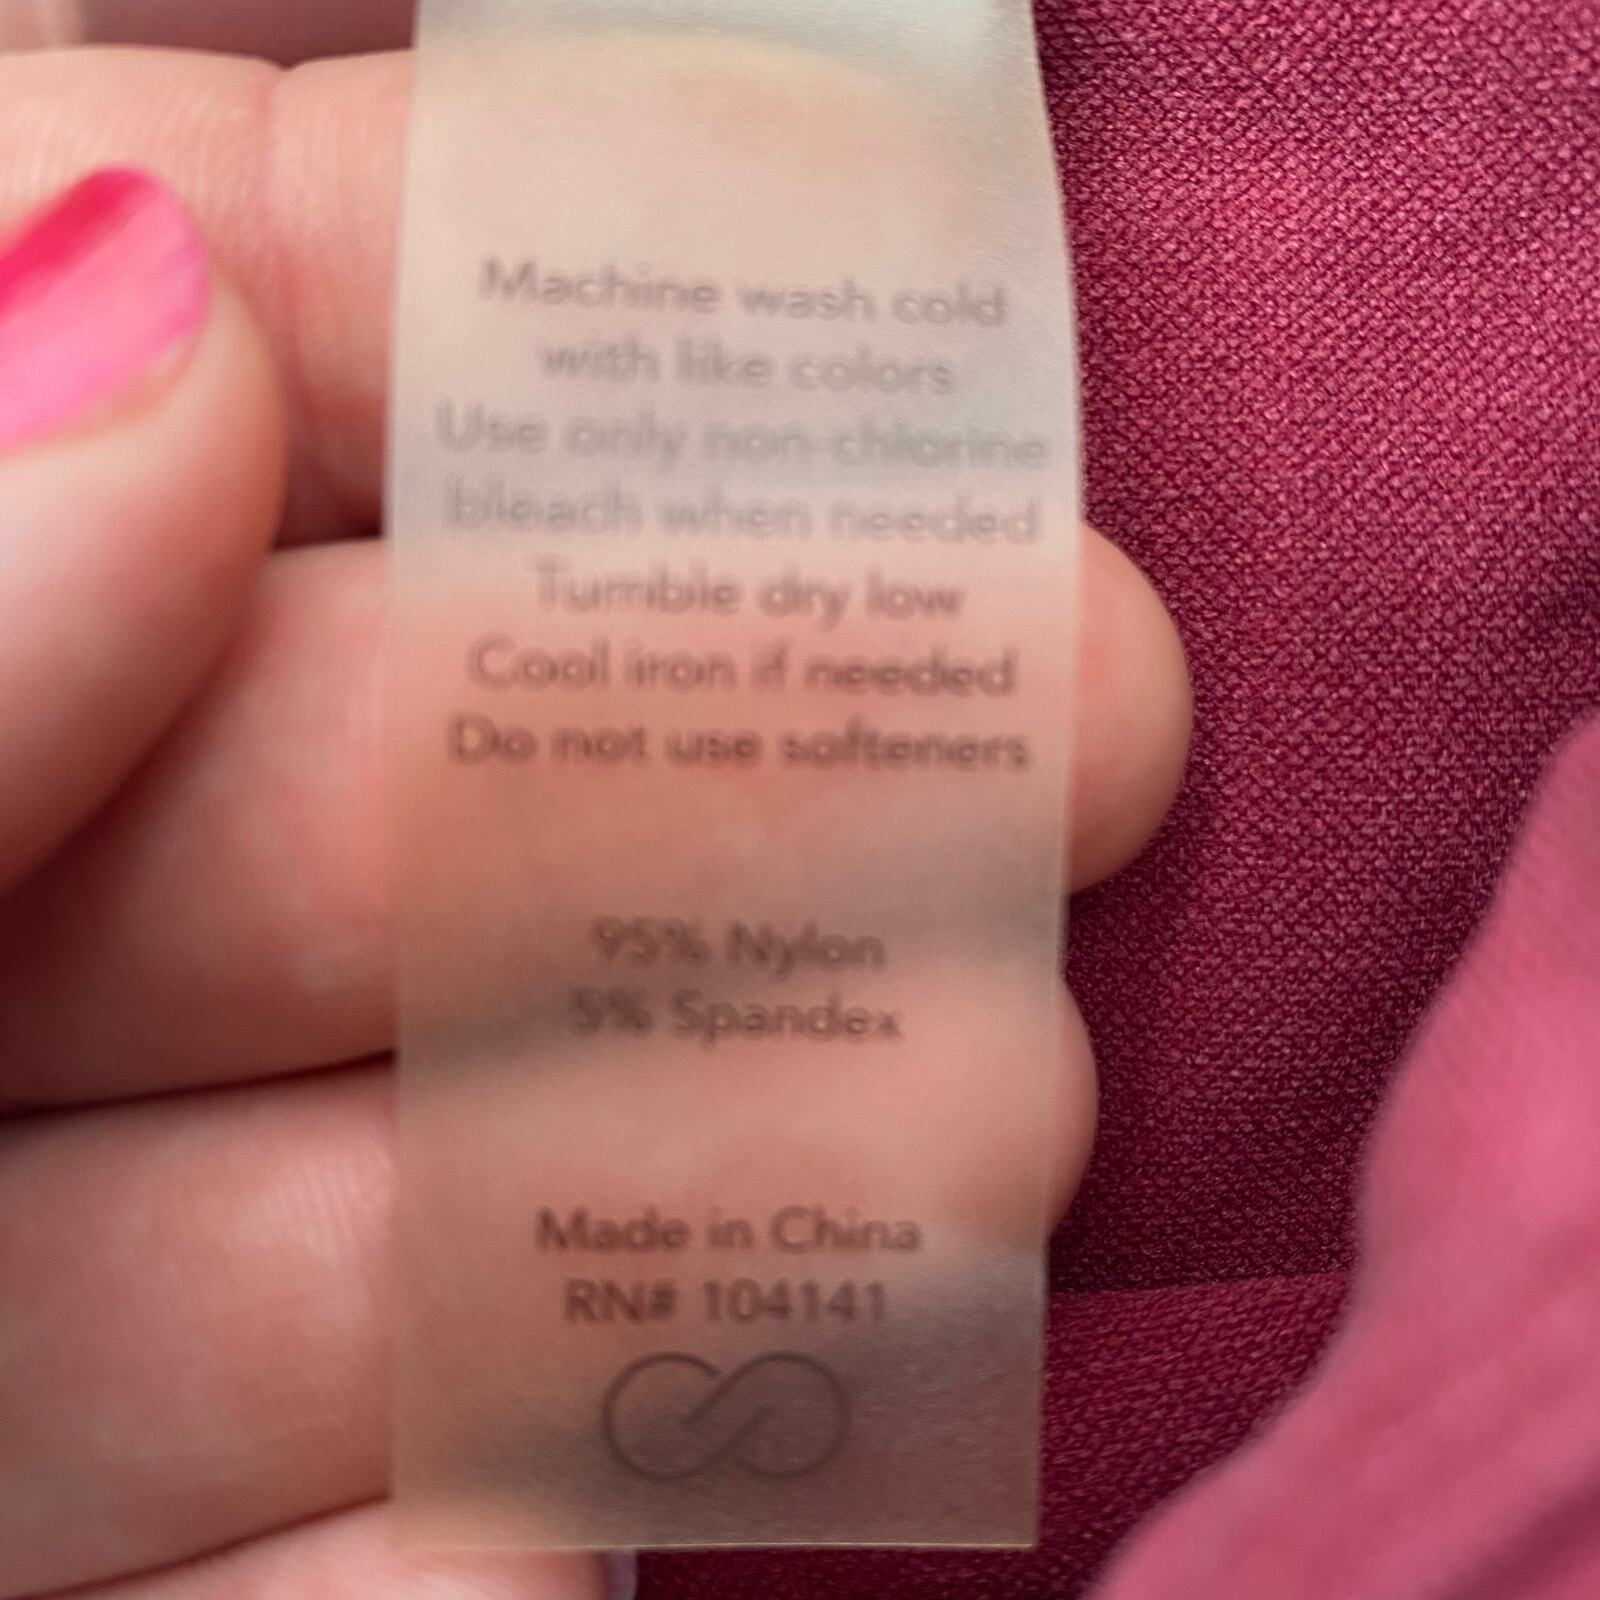 Machine wash cold
with like colors
Use only non-chlorine
bleach when needed
Tumble dry low
Cool iron if needed
Do not use softeners
95% Nylon
5% Spandex
Made in China
RN# 104141